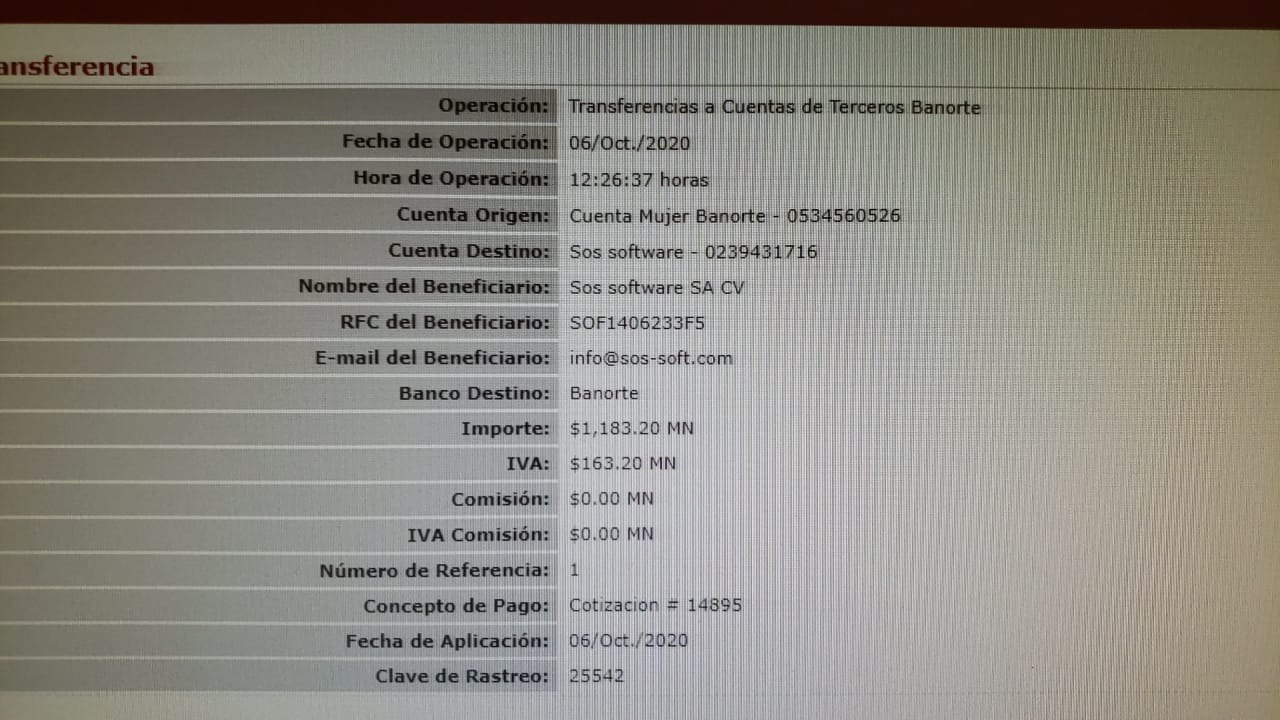 ansferencia
Operación: Transferencias a Cuentas de Terceros Banorte
Fecha de Operación: 06/Oct./2020
Hora de Operación: 12:26:37 horas
Cuenta Origen: Cuenta Mujer Banorte - 0534560526
Cuenta Destino: Sos software - 0239431716
Nombre del Beneficiario: Sos software SA CV
RFC del Beneficiario: SOF1406233F5
E-mail del Beneficiario: info@sos-soft.com
Banco Destino: Banorte
Importe: $1,183.20 MN
IVA: $163.20 MN
Comisión: $0.00 MN
IVA Comisión: $0.00 MN
Número de Referencia: 1
Concepto de Pago: Cotizacion # 14895
Fecha de Aplicación: 06/Oct./2020
Clave de Rastreo: 25542